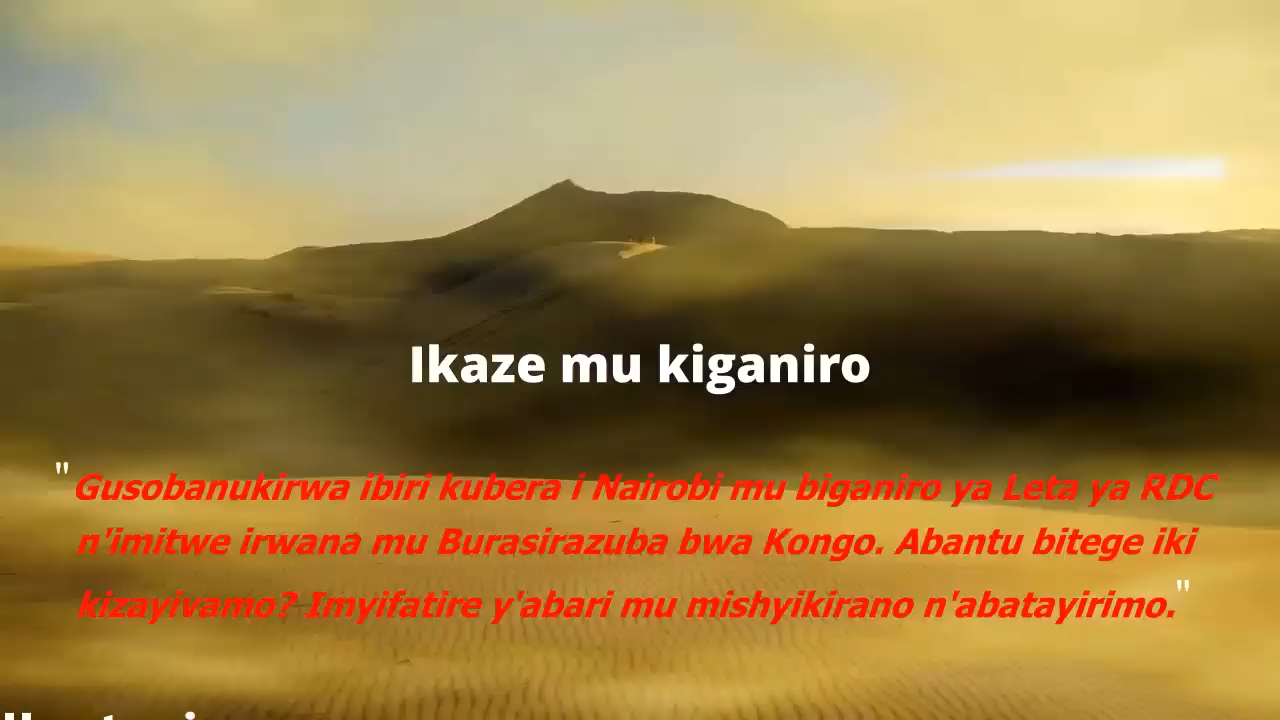 Ikaze mu kiganiro
"Gusobanukirwa ibiri kubera i Nairobi mu biganiro ya Leta ya RDC
n'imitwe irwana mu Burasirazuba bwa Kongo. Abantu bitege iki
kizayivamo? Imyifatire y'abari mu mishyikirano n'abatayirimo."